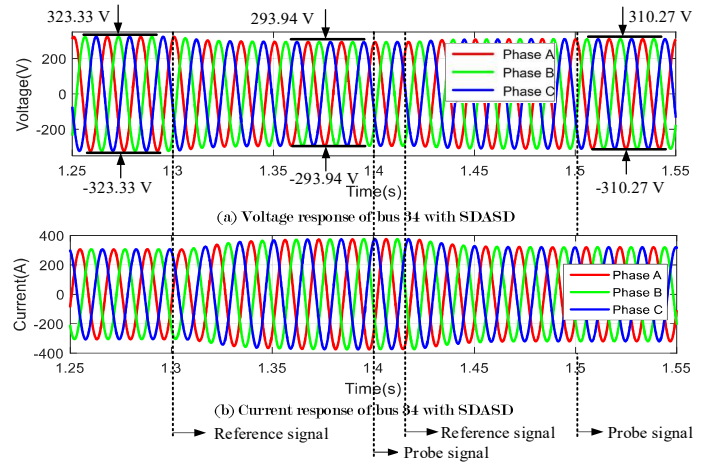 323.33 V
293.94 V
310.27 V
Voltage(V)
200
0
-200
Phase A
Phase B
Phase C
1.25
1.3
1.35
1.4
1.45
1.5
1.55
-323.33 V
-293.94 V
-310.27 V
Time(s)
(a) Voltage response of bus 34 with SDASD
Current(A)
400
200
0
-200
-400
Phase A
Phase B
Phase C
1.25
1.3
1.35
1.4
1.45
1.5
1.55
Time(s)
(b) Current response of bus 34 with SDASD
Reference signal
Reference signal
Probe signal
Probe signal